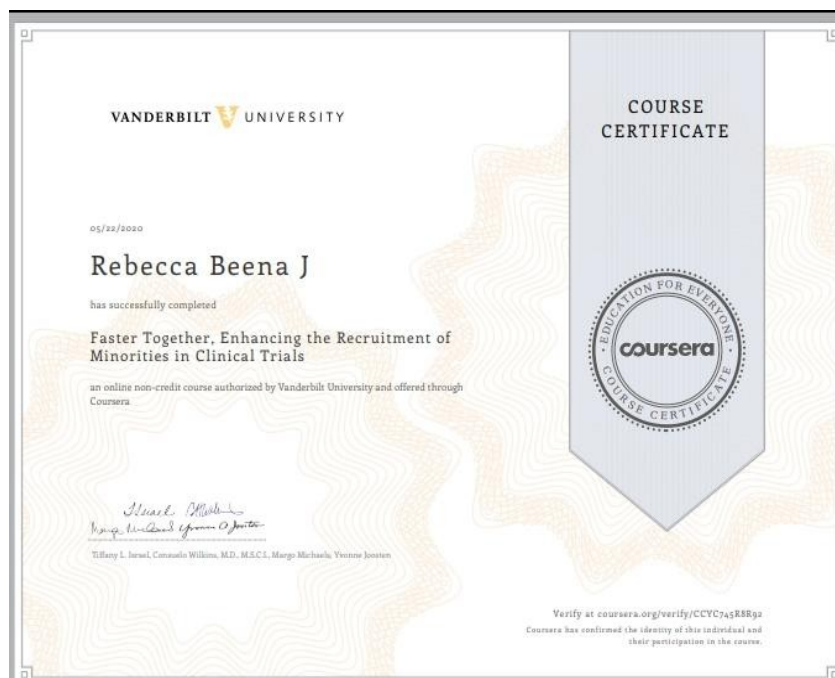 VANDERBILT UNIVERSITY
05/22/2020
Rebecca Beena J
has successfully completed
Faster Together, Enhancing the Recruitment of
Minorities in Clinical Trials
an online non-credit course authorized by Vanderbilt University and offered through
Coursera
Tiffany L. Israel, Consuelo Wilkins, M.D., M.S.C.I., Margo Michaels, Yvonne Joosten
COURSE
CERTIFICATE
EDUCATION FOR EVERYONE
coursera
COURSE CERTIFICATE
Verify at coursera.org/verify/CCYC745R8R92
Coursera has confirmed the identity of this individual and
their participation in the course.